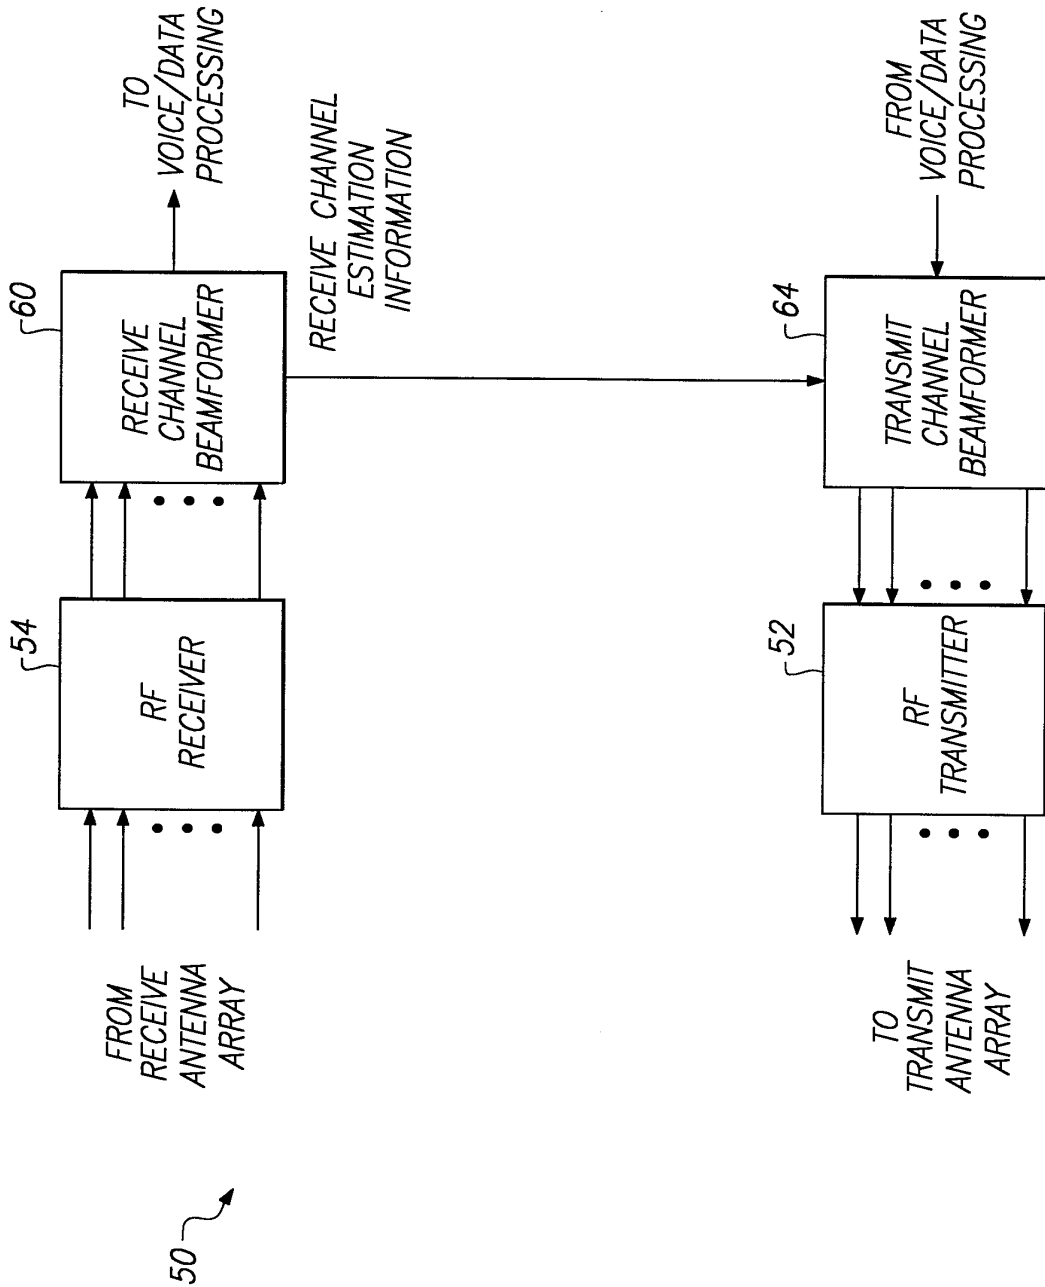 50
FROM
RECEIVE
ANTENNA
ARRAY
54
RF
RECEIVER
60
RECEIVE
CHANNEL
BEAMFORMER
TO
VOICE/DATA
PROCESSING
RECEIVE CHANNEL
ESTIMATION
INFORMATION
TO
TRANSMIT
ANTENNA
ARRAY
52
RF
TRANSMITTER
64
TRANSMIT
CHANNEL
BEAMFORMER
FROM
VOICE/DATA
PROCESSING